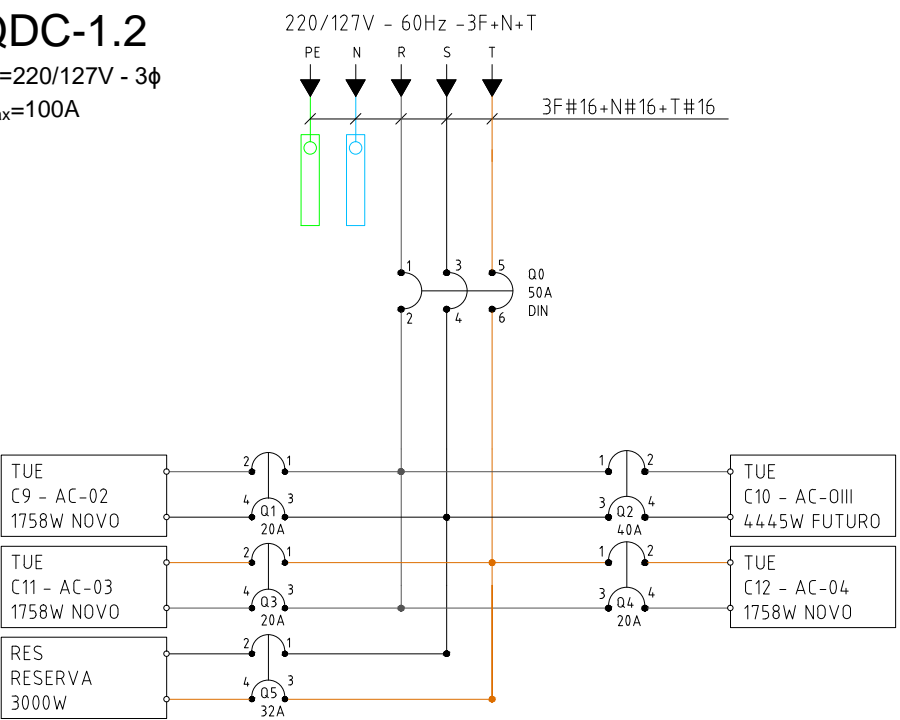 QDC-1.2
=220/127V - 3ϕ
ax=100A
220/127V - 60Hz -3F+N+T
PE N R S T
3F#16+N#16+T#16
1 3 5
Q0
50A
DIN
2 4 6
TUE
C9 - AC-02
1758W NOVO
2 1
4 3
Q1
20A
1 2
3 4
Q2
40A
TUE
C10 - AC-OIII
4445W FUTURO
TUE
C11 - AC-03
1758W NOVO
2 1
4 3
Q3
20A
1 2
3 4
Q4
20A
TUE
C12 - AC-04
1758W NOVO
RES
RESERVA
3000W
2 1
4 3
Q5
32A